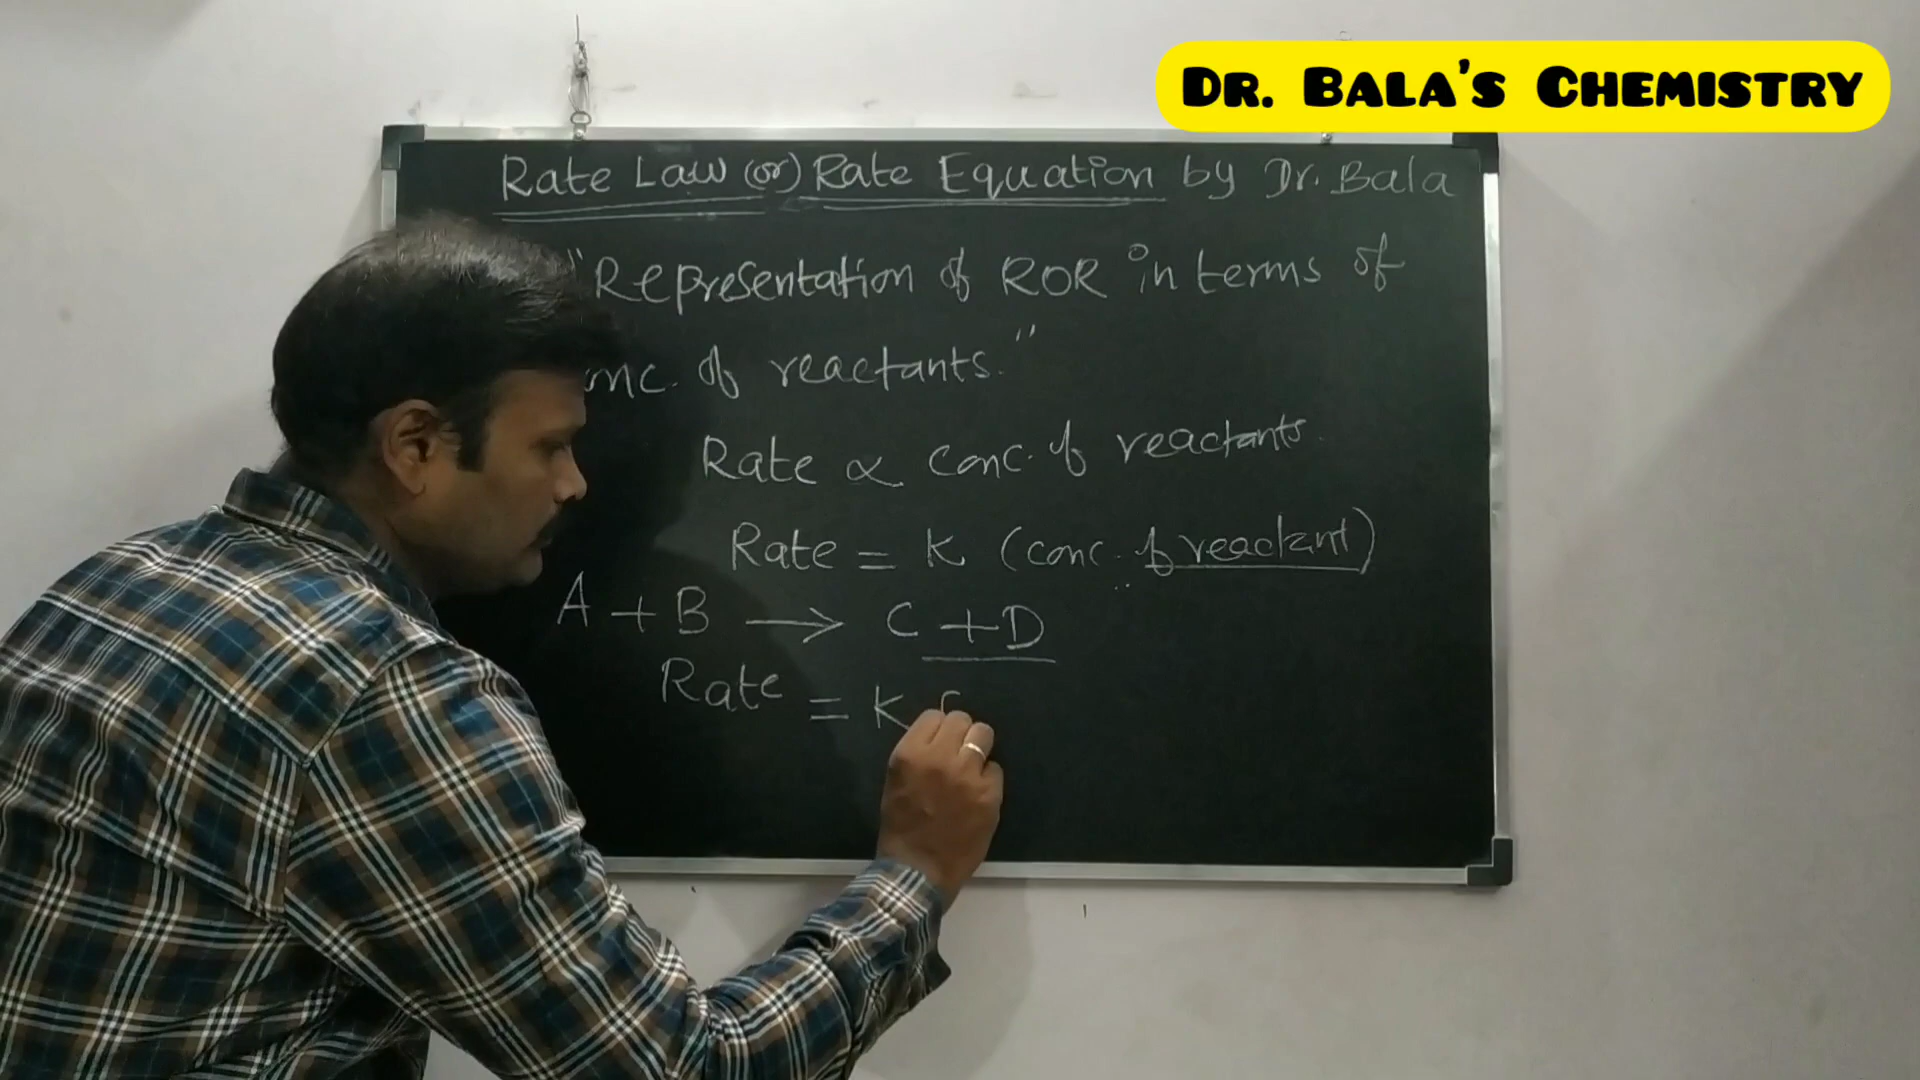 DR. BALA'S CHEMISTRY
Rate Law (or) Rate Equation by Dr. Bala
"Representation of ROR in terms of
of reactants."
Rate ∝ Conc. of reactants.
Rate = K (conc. of reactant)
A + B → C + D
Rate = K